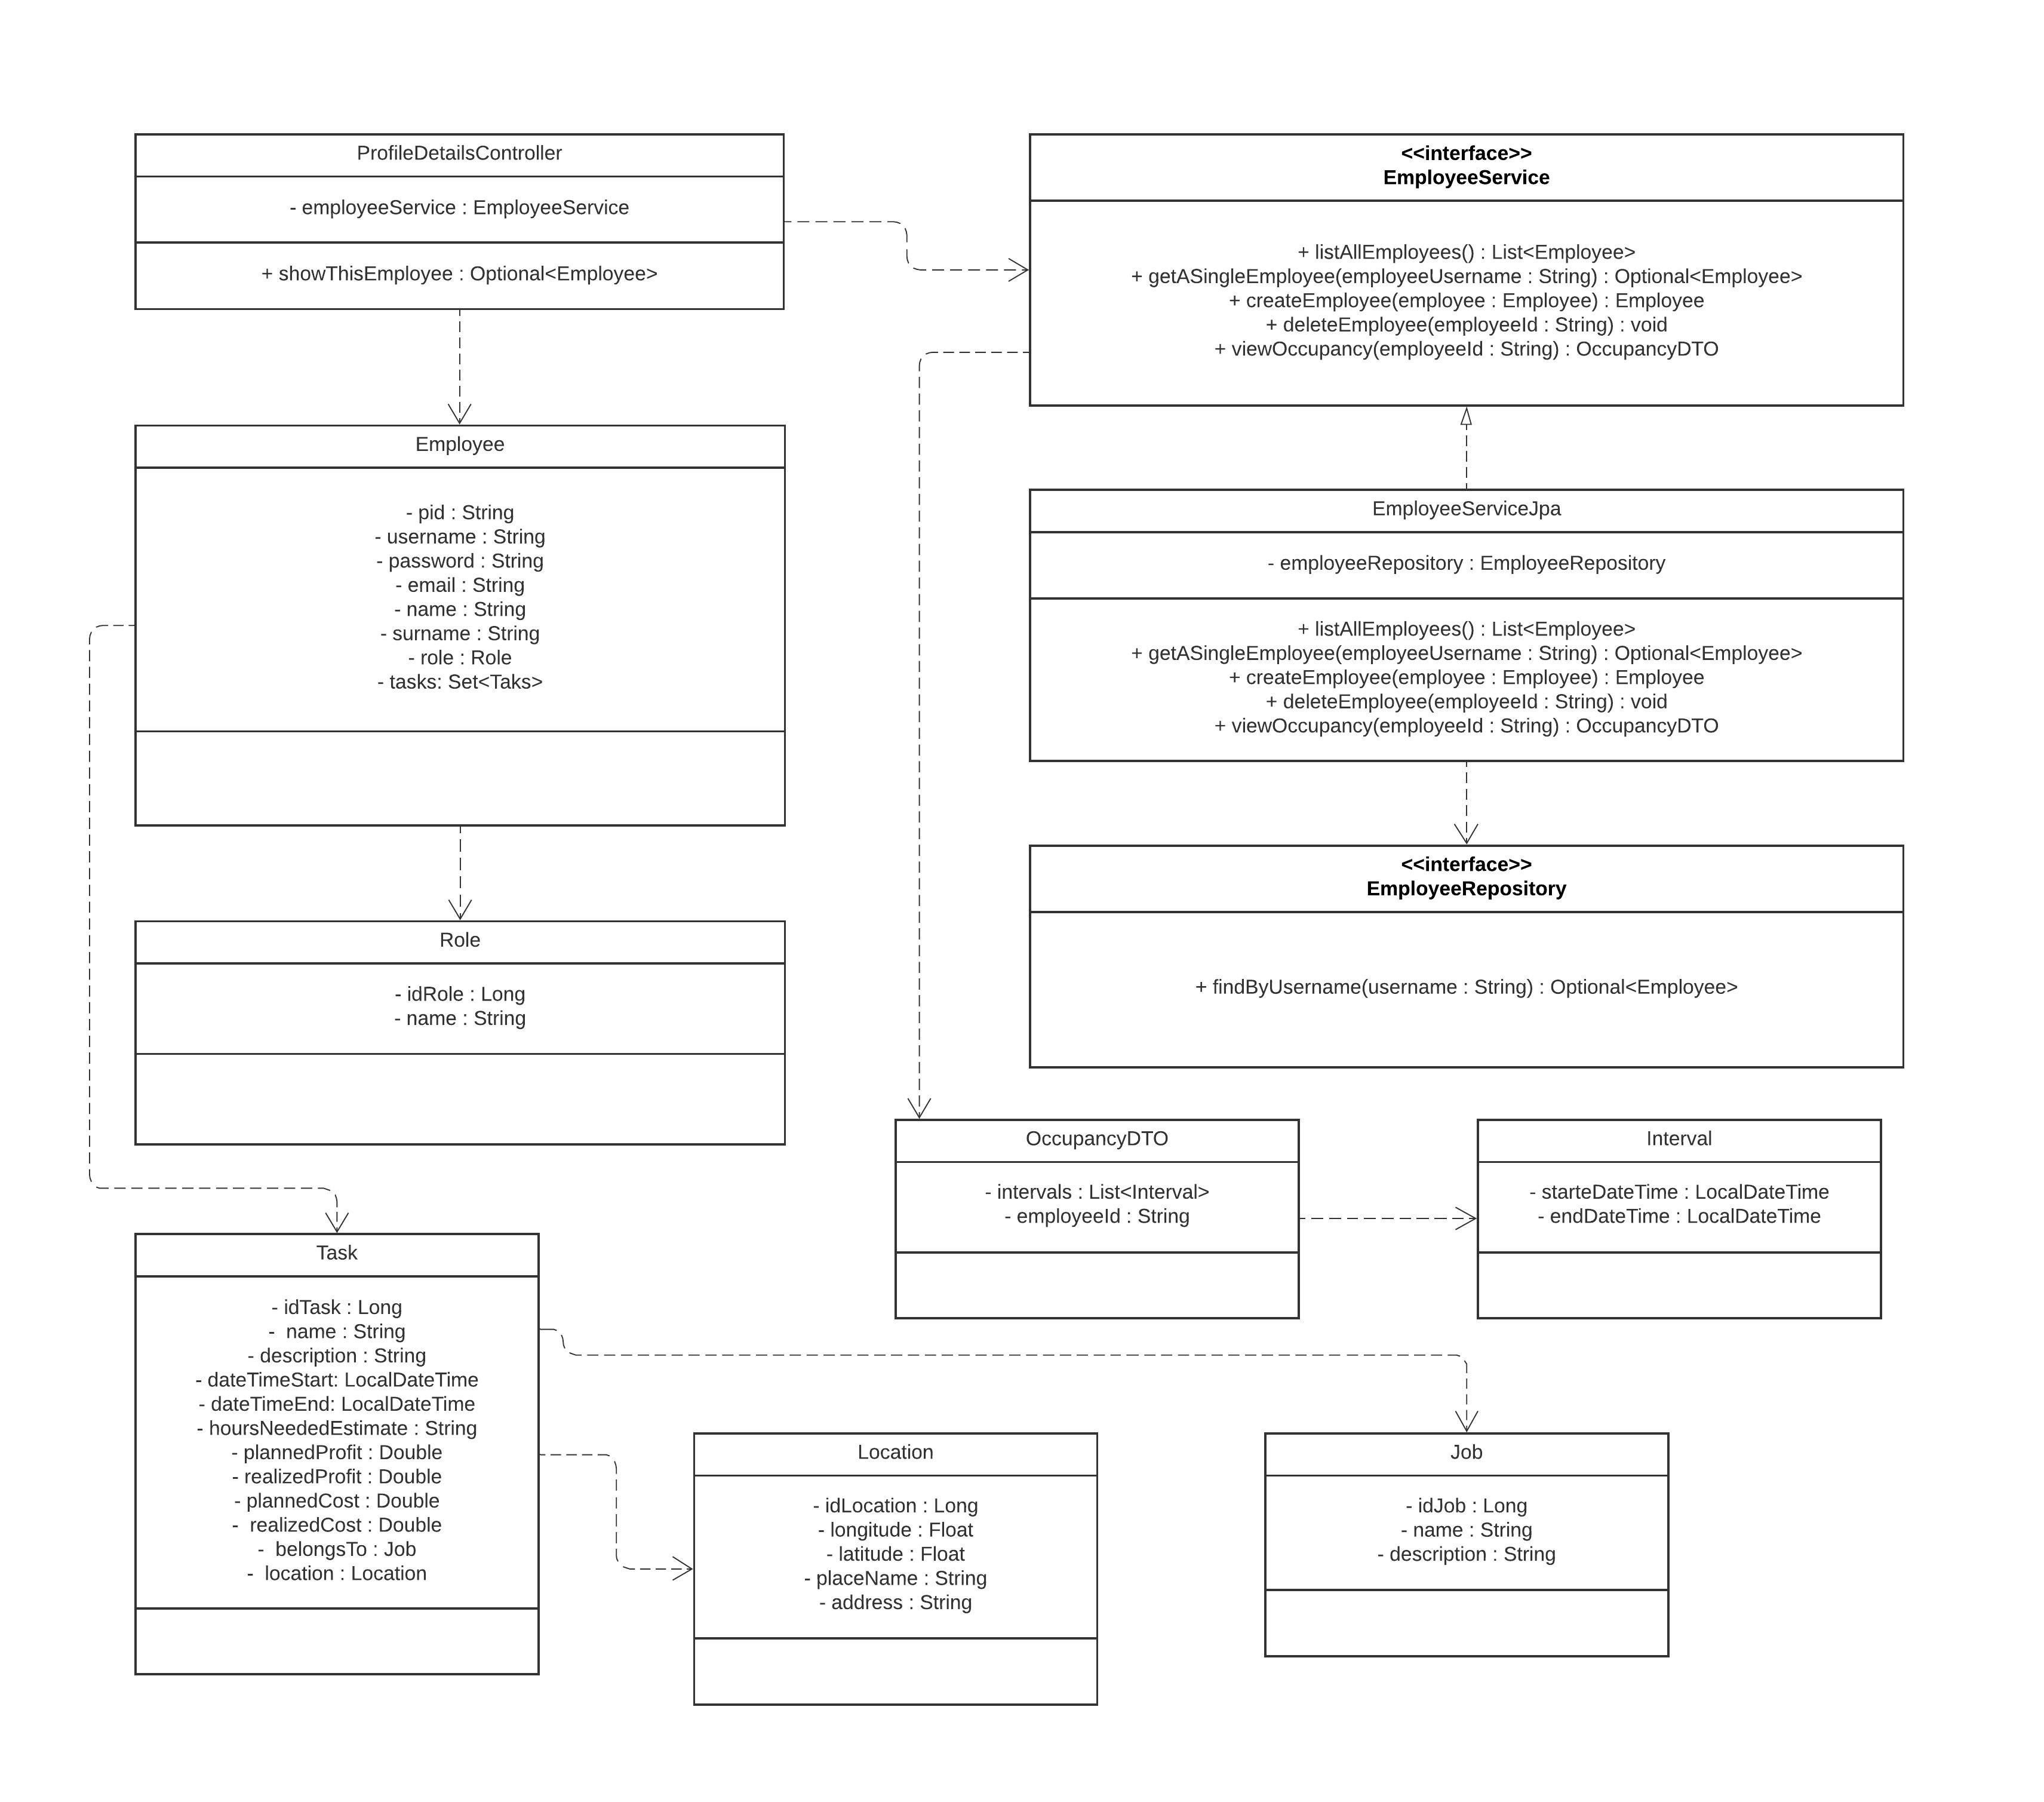 ProfileDetailsController
- employeeService : EmployeeService
+ showThisEmployee : Optional<Employee>
<<interface>>
EmployeeService
+ listAllEmployees() : List<Employee>
+ getASingleEmployee(employeeUsername : String) : Optional<Employee>
+ createEmployee(employee : Employee) : Employee
+ deleteEmployee(employeeId : String) : void
+ viewOccupancy(employeeId : String) : OccupancyDTO
Employee
- pid : String
- username : String
- password : String
- email : String
- name : String
- surname : String
- role : Role
- tasks: Set<Taks>
EmployeeServiceJpa
- employeeRepository : EmployeeRepository
+ listAllEmployees() : List<Employee>
+ getASingleEmployee(employeeUsername : String) : Optional<Employee>
+ createEmployee(employee : Employee) : Employee
+ deleteEmployee(employeeId : String) : void
+ viewOccupancy(employeeId : String) : OccupancyDTO
<<interface>>
EmployeeRepository
+ findByUsername(username : String) : Optional<Employee>
Role
- idRole : Long
- name : String
OccupancyDTO
- intervals : List<Interval>
- employeeId : String
Interval
- starteDateTime : LocalDateTime
- endDateTime : LocalDateTime
Task
- idTask : Long
-  name : String
- description : String
- dateTimeStart: LocalDateTime
- dateTimeEnd: LocalDateTime
- hoursNeededEstimate : String
- plannedProfit : Double
- realizedProfit : Double
- plannedCost : Double
-  realizedCost : Double
-  belongsTo : Job
-  location : Location
Location
- idLocation : Long
- longitude : Float
- latitude : Float
- placeName : String
- address : String
Job
- idJob : Long
- name : String
- description : String